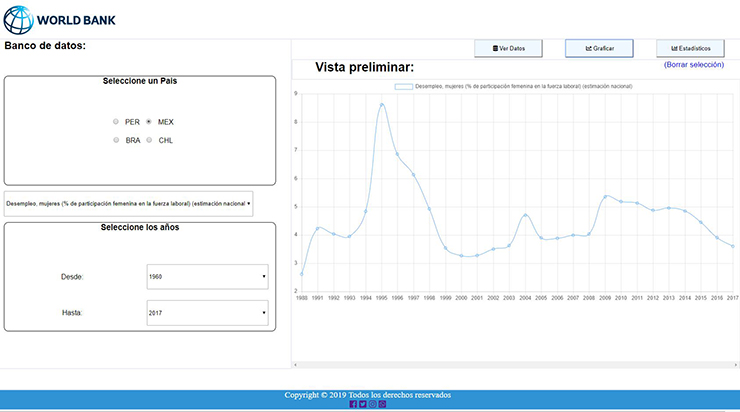 WORLD BANK
Banco de datos:
Ver Datos
Graficar
Estadísticos
Seleccione un País
PER
MEX
BRA
CHL
Desempleo, mujeres (% de participación femenina en la fuerza laboral) (estimación nacional
Seleccione los años
Desde:
1960
Hasta:
2017
Vista preliminar:
(Borrar selección)
Desempleo, mujeres (% de participación femenina en la fuerza laboral) (estimación nacional)
9
8
7
6
5
4
3
2
1988 1991 1992 1993 1994 1995 1996 1997 1998 1999 2000 2001 2002 2003 2004 2005 2006 2007 2008 2009 2010 2011 2012 2013 2014 2015 2016 2017
Copyright © 2019 Todos los derechos reservados